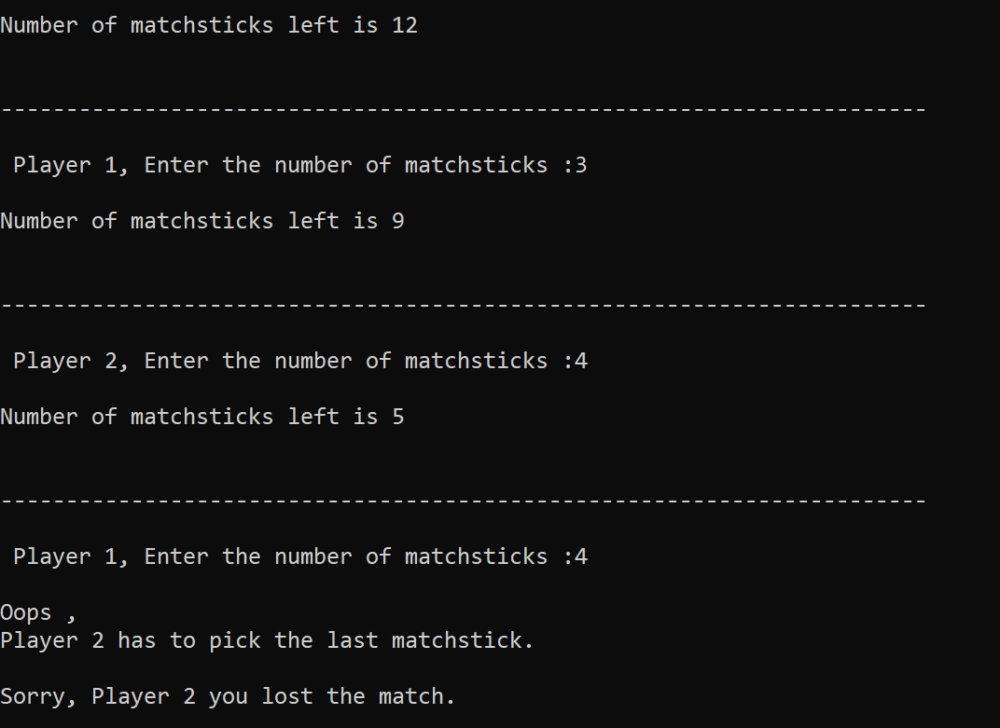 Number of matchsticks left is 12
-----------------------------------------------------------------------
Player 1, Enter the number of matchsticks :3
Number of matchsticks left is 9
-----------------------------------------------------------------------
Player 2, Enter the number of matchsticks :4
Number of matchsticks left is 5
-----------------------------------------------------------------------
Player 1, Enter the number of matchsticks :4
Oops ,
Player 2 has to pick the last matchstick.
Sorry, Player 2 you lost the match.